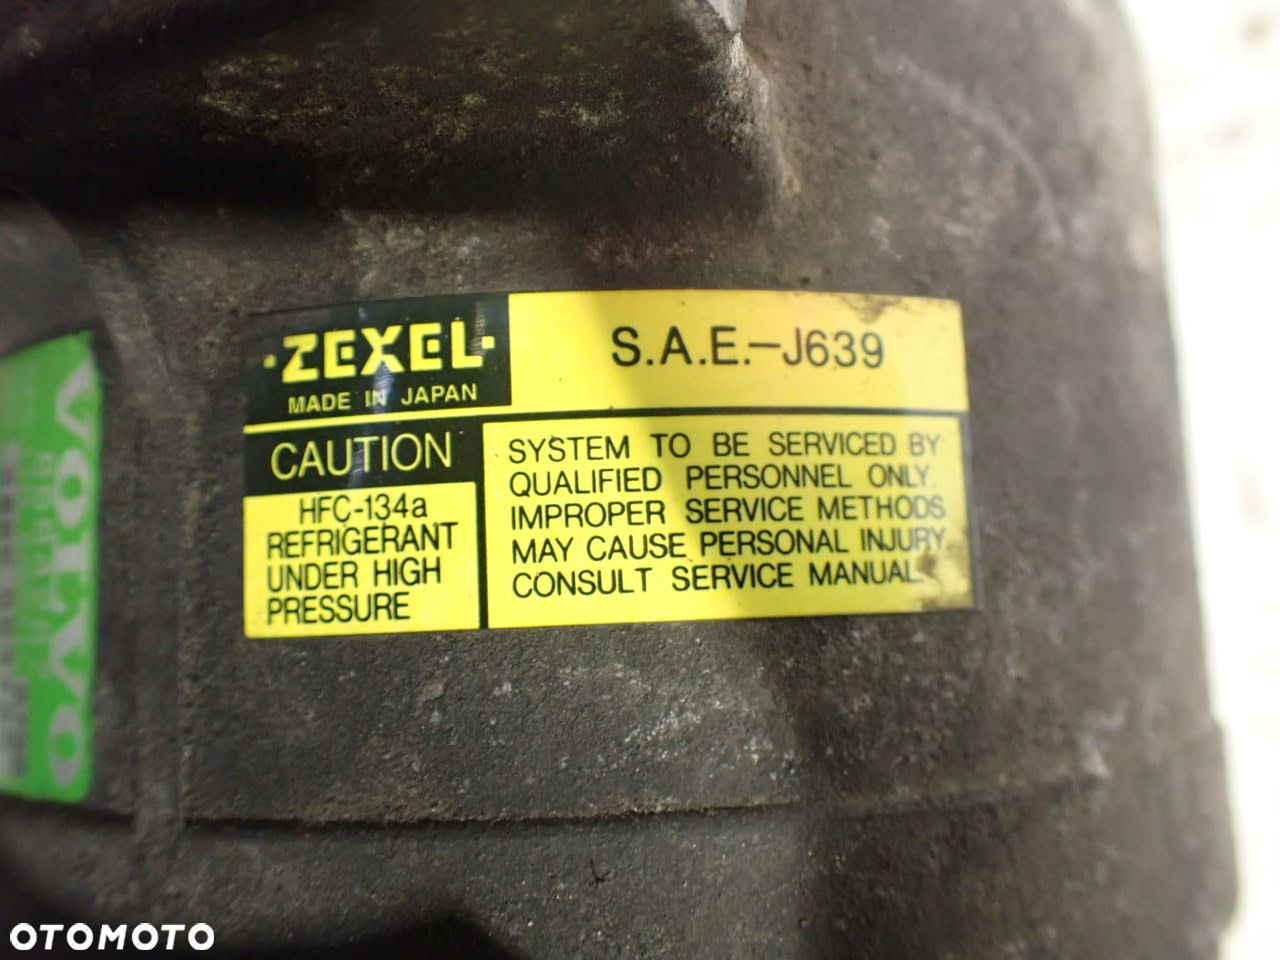 ZEXEL
MADE IN JAPAN
S.A.E.-J639
CAUTION
HFC-134a
REFRIGERANT
UNDER HIGH
PRESSURE
SYSTEM TO BE SERVICED BY
QUALIFIED PERSONNEL ONLY.
IMPROPER SERVICE METHODS
MAY CAUSE PERSONAL INJURY.
CONSULT SERVICE MANUAL.
VOLVO
OTOMOTO